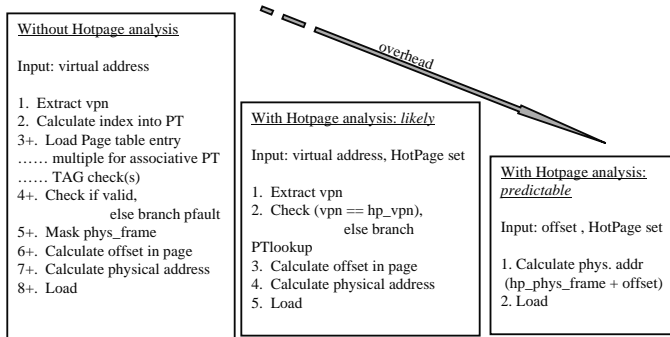 Without Hotpage analysis
Input: virtual address
1. Extract vpn
2. Calculate index into PT
3+. Load Page table entry
...... multiple for associative PT
...... TAG check(s)
4+. Check if valid,
else branch pfault
5+. Mask phys_frame
6+. Calculate offset in page
7+. Calculate physical address
8+. Load
overhead
With Hotpage analysis: likely
Input: virtual address, HotPage set
1. Extract vpn
2. Check (vpn == hp_vpn),
else branch
PTlookup
3. Calculate offset in page
4. Calculate physical address
5. Load
With Hotpage analysis:
predictable
Input: offset , HotPage set
1. Calculate phys. addr
(hp_phys_frame + offset)
2. Load